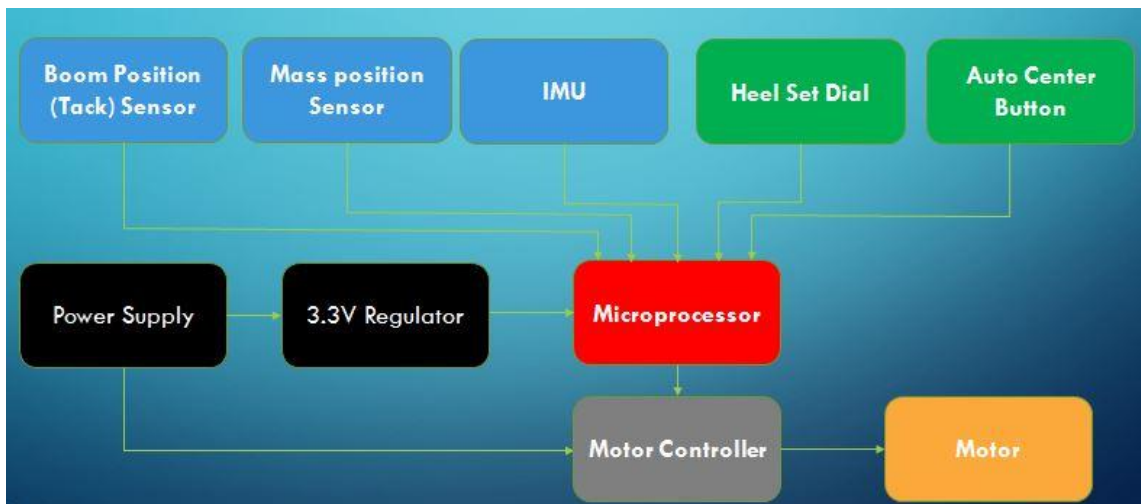 Boom Position
(Tack) Sensor
Mass position
Sensor
IMU
Heel Set Dial
Auto Center
Button
Power Supply
3.3V Regulator
Microprocessor
Motor Controller
Motor